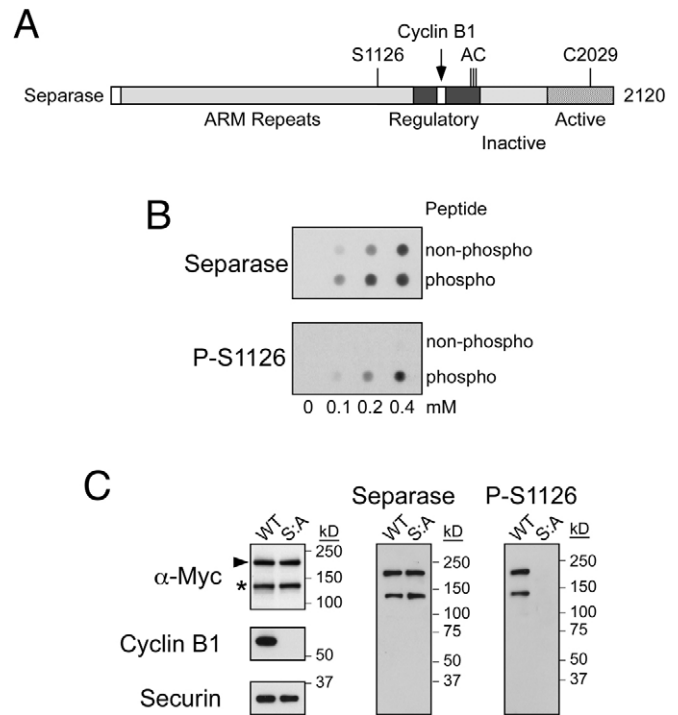 A
Cyclin B1
S1126
AC
C2029
Separase
2120
ARM Repeats
Regulatory
Active
Inactive
B
Peptide
Separase
non-phospho
phospho
P-S1126
non-phospho
phospho
0 0.1 0.2 0.4 mM
C
Separase
P-S1126
WT S:A kD
WT S:A kD
WT S:A kD
α-Myc
*
250
150
100
Cyclin B1
50
Securin
37
250
150
100
75
50
37
250
150
100
75
50
37